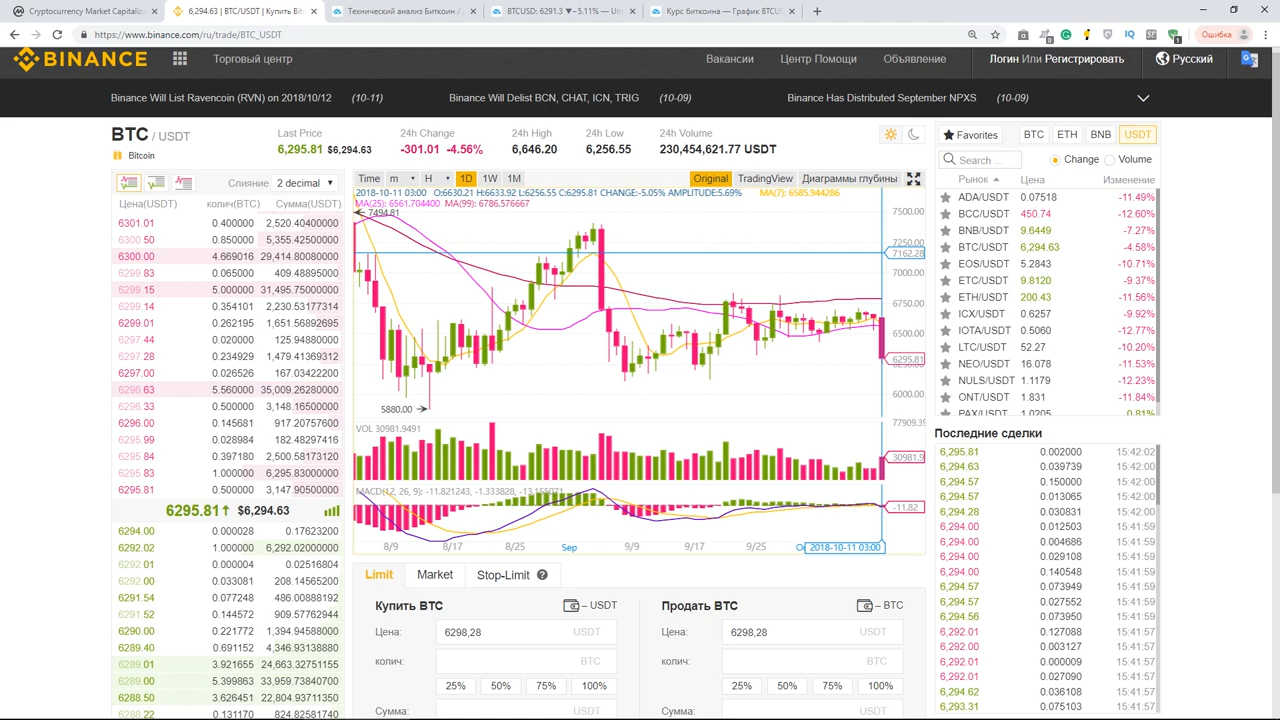 Cryptocurrency Market Capitaliza
6,294.63 | BTC/USDT | Купить Bit
Технический анализ Биткоин / 
BTCUSD: 6291.3 ▼−5.11% — Un
Курс биткоина — График BTCUS
https://www.binance.com/ru/trade/BTC_USDT
Ошибка
BINANCE
Торговый центр
Вакансии
Центр Помощи
Объявление
Логин Или Регистрировать
Русский
Binance Will List Ravencoin (RVN) on 2018/10/12 (10-11)
Binance Will Delist BCN, CHAT, ICN, TRIG (10-09)
Binance Has Distributed September NPXS (10-09)
BTC / USDT
Bitcoin
Last Price
6,295.81 $6,294.63
24h Change
-301.01 -4.56%
24h High
6,646.20
24h Low
6,256.55
24h Volume
230,454,621.77 USDT
Слияние 2 decimal
Цена(USDT) колич(BTC) Сумма(USDT)
6301.01 0.400000 2,520.40400000
6300.50 0.850000 5,355.42500000
6300.00 4.669016 29,414.80080000
6299.83 0.065000 409.48895000
6299.15 5.000000 31,495.75000000
6299.14 0.354101 2,230.53177314
6299.01 0.262195 1,651.56892695
6297.44 0.020000 125.94880000
6297.28 0.234929 1,479.41369312
6297.00 0.026526 167.03422200
6296.63 5.560000 35,009.26280000
6296.33 0.500000 3,148.16500000
6296.00 0.145681 917.20757600
6295.99 0.028984 182.48297416
6295.84 0.397180 2,500.58173120
6295.83 1.000000 6,295.83000000
6295.81 0.500000 3,147.90500000
6295.81↑ $6,294.63
6294.00 0.000028 0.17623200
6292.02 1.000000 6,292.02000000
6292.01 0.000004 0.02516804
6292.00 0.033081 208.14565200
6291.54 0.077248 486.00888192
6291.52 0.144572 909.57762944
6290.00 0.221772 1,394.94588000
6289.40 0.691152 4,346.93138880
6289.01 3.921655 24,663.32751155
6289.00 5.399863 33,959.73840700
6288.50 3.626451 22,804.93711350
6288.22 0.131170 824.82581740
Time m H 1D 1W 1M
Original TradingView Диаграммы глубины
2018-10-11 03:00 O:6630.21 H:6633.92 L:6256.55 C:6295.81 CHANGE:-5.05% AMPLITUD:5.69% MA(7): 6585.944286
MA(25): 6561.704400 MA(99): 6786.576667
7494.81
7500.00
7250.00
7162.28
7000.00
6750.00
6500.00
6295.81
6000.00
5880.00
VOL 30981.9491
77909.39
30981.9
MACD(12, 26, 9): -11.821243, -1.333828, -13.155071
-11.82
8/9 8/17 8/25 Sep 9/9 9/17 9/25 2018-10-11 03:00
Limit Market Stop-Limit
Купить BTC – USDT
Цена: 6298,28 USDT
колич: BTC
25% 50% 75% 100%
Сумма: USDT
Продать BTC – BTC
Цена: 6298,28 USDT
колич: BTC
25% 50% 75% 100%
Сумма: USDT
Favorites BTC ETH BNB USDT
Search ... Change Volume
Рынок Цена Изменение
ADA/USDT 0.07518 -11.49%
BCC/USDT 450.74 -12.60%
BNB/USDT 9.6449 -7.27%
BTC/USDT 6,294.63 -4.58%
EOS/USDT 5.2843 -10.71%
ETC/USDT 9.8120 -9.37%
ETH/USDT 200.43 -11.56%
ICX/USDT 0.6257 -9.92%
IOTA/USDT 0.5060 -12.77%
LTC/USDT 52.27 -10.20%
NEO/USDT 16.078 -11.53%
NULS/USDT 1.1179 -12.23%
ONT/USDT 1.831 -11.84%
PAX/USDT 1.0205 0.81%
Последние сделки
6,295.81 0.002000 15:42:02
6,294.63 0.039739 15:42:00
6,294.57 0.150000 15:42:00
6,294.57 0.013065 15:42:00
6,294.28 0.030831 15:42:00
6,294.00 0.012503 15:41:59
6,294.00 0.004686 15:41:59
6,294.00 0.029108 15:41:59
6,294.00 0.140548 15:41:59
6,294.57 0.073949 15:41:59
6,294.57 0.027552 15:41:59
6,294.56 0.073950 15:41:59
6,292.01 0.127088 15:41:57
6,292.00 0.003127 15:41:57
6,292.01 0.000009 15:41:57
6,292.01 0.027090 15:41:57
6,294.62 0.036108 15:41:57
6,293.31 0.075103 15:41:57